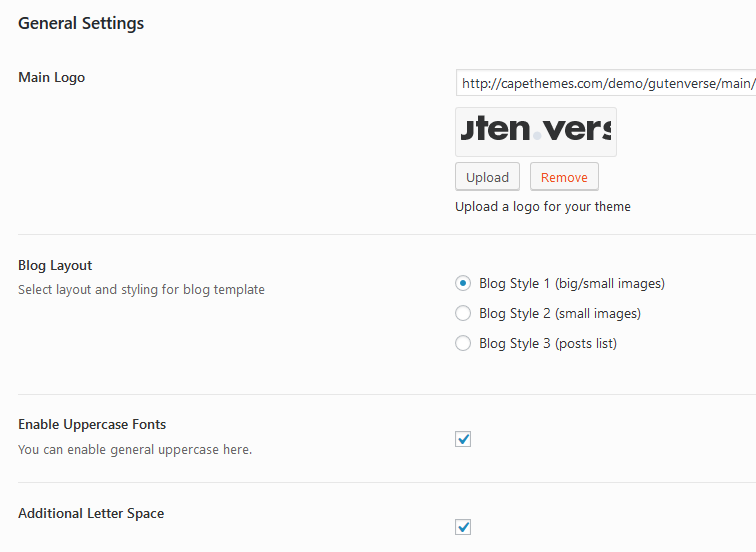 General Settings
Main Logo
http://capethemes.com/demo/gutenverse/main/
uten.vers
Upload
Remove
Upload a logo for your theme
Blog Layout
Select layout and styling for blog template
Blog Style 1 (big/small images)
Blog Style 2 (small images)
Blog Style 3 (posts list)
Enable Uppercase Fonts
You can enable general uppercase here.
Additional Letter Space